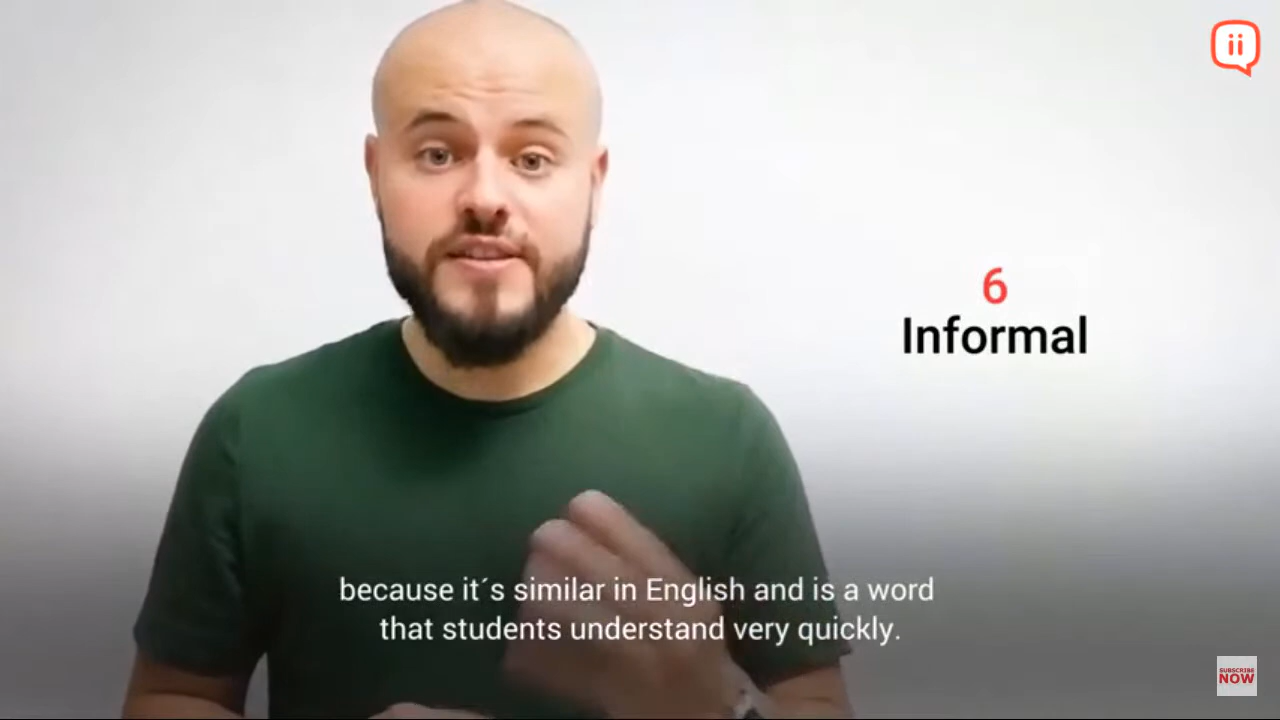 ii
6
Informal
because it´s similar in English and is a word
that students understand very quickly.
SUBSCRIBE
NOW